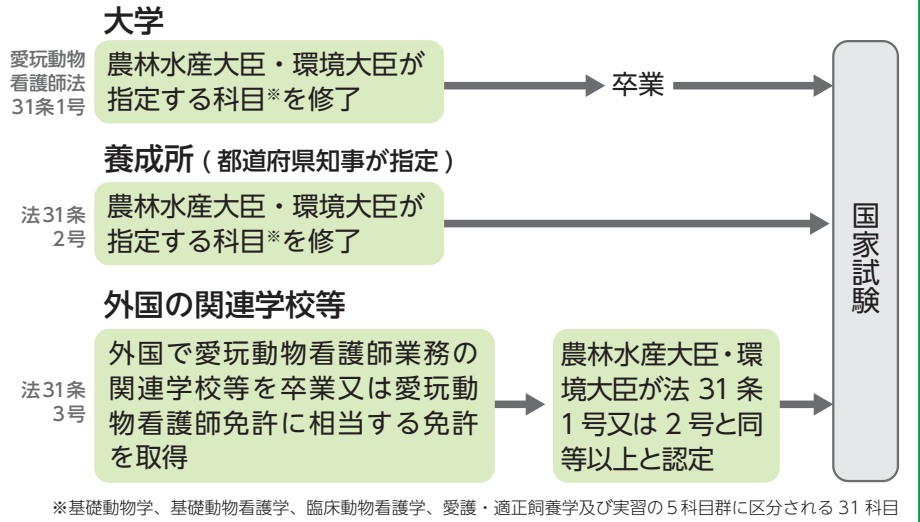 大学
愛玩動物
看護師法
31条1号
農林水産大臣・環境大臣が
指定する科目※を修了
卒業
養成所 ( 都道府県知事が指定 )
法31条
2号
農林水産大臣・環境大臣が
指定する科目※を修了
外国の関連学校等
法31条
3号
外国で愛玩動物看護師業務の
関連学校等を卒業又は愛玩動
物看護師免許に相当する免許
を取得
農林水産大臣・環
境大臣が法 31 条
1 号又は 2 号と同
等以上と認定
国家試験
※基礎動物学、基礎動物看護学、臨床動物看護学、愛護・適正飼養学及び実習の5科目群に区分される 31 科目